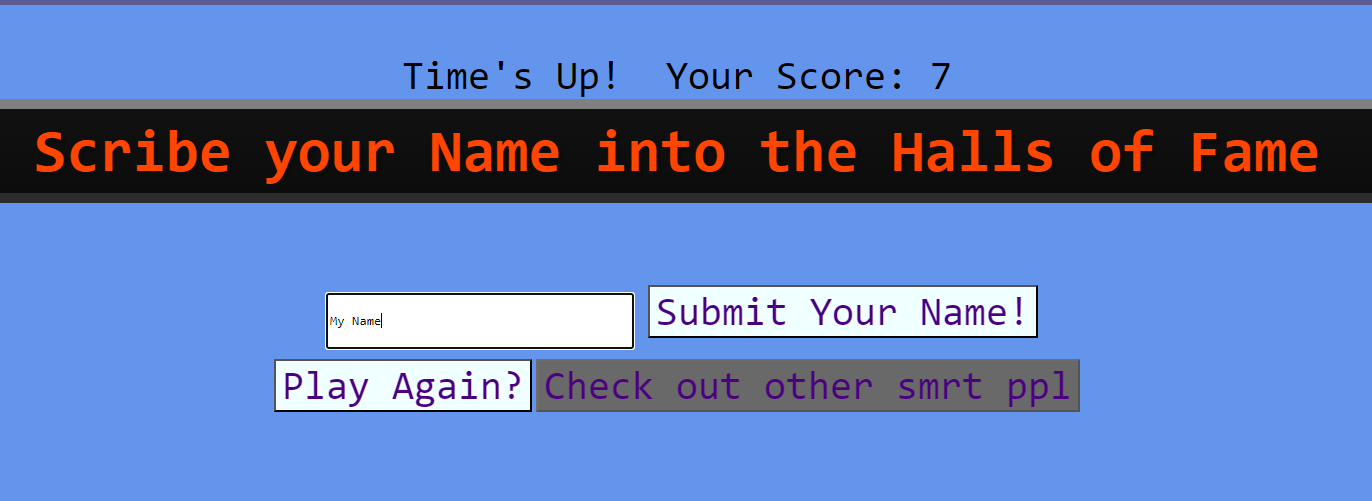 Time's Up!  Your Score: 7
Scribe your Name into the Halls of Fame
My Name Submit Your Name!
Play Again? Check out other smrt ppl